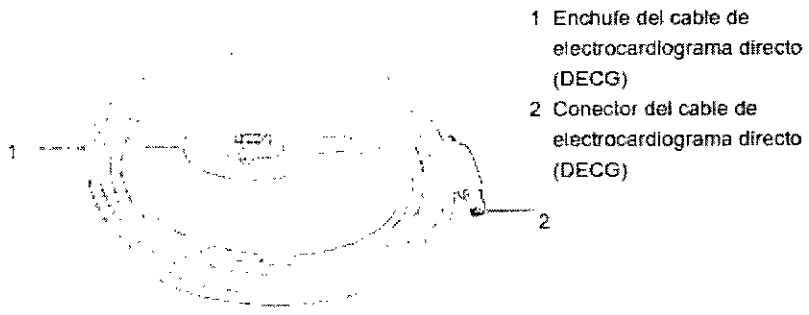 1 Enchufe del cable de
electrocardiograma directo
(DECG)
2 Conector del cable de
electrocardiograma directo
(DECG)
1
2